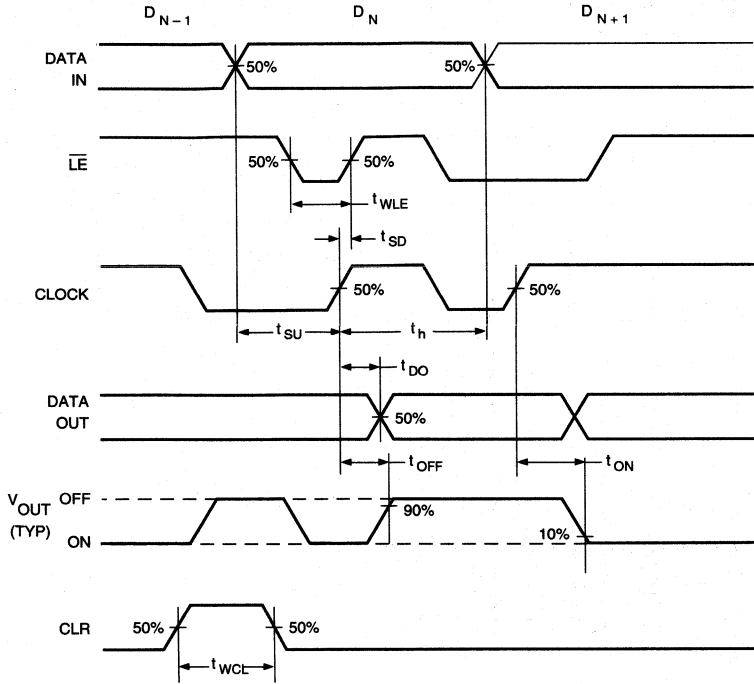 D N–1 D N D N+1
DATA IN 50% 50%
LE 50% 50%
t WLE
t SD
CLOCK 50% 50%
t SU t h
t DO
DATA OUT 50%
t OFF t ON
V OUT (TYP) OFF 90%
ON 10%
CLR 50% 50%
t WCL